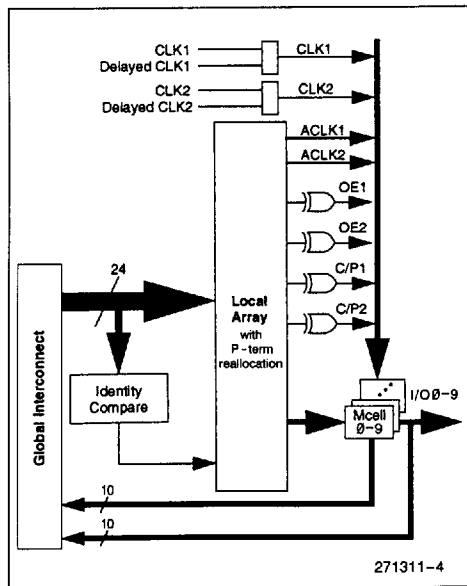 CLK1
Delayed CLK1
CLK1
CLK2
Delayed CLK2
CLK2
ACLK1
ACLK2
OE1
OE2
C/P1
C/P2
24
Local
Array
with
P-term
reallocation
Global Interconnect
Identity
Compare
I/O0-9
Mcell
0-9
10
10
271311-4